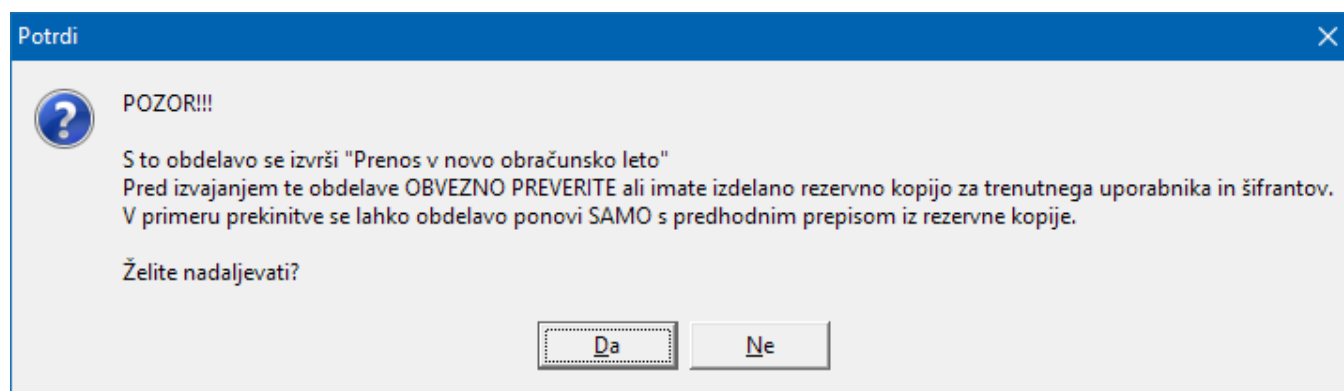 Potrdi
POZOR!!!
S to obdelavo se izvrši "Prenos v novo obračunsko leto"
Pred izvajanjem te obdelave OBVEZNO PREVERITE ali imate izdelano rezervno kopijo za trenutnega uporabnika in šifrantov.
V primeru prekinitve se lahko obdelavo ponovi SAMO s predhodnim prepisom iz rezervne kopije.
Želite nadaljevati?
Da
Ne